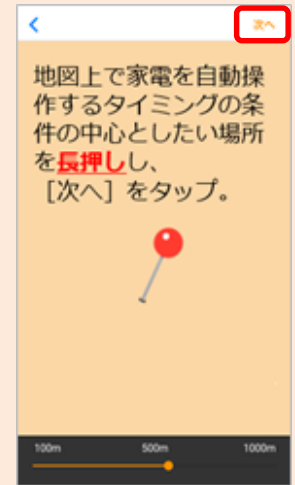 次へ
地図上で家電を自動操
作するタイミングの条
件の中心としたい場所
を長押しし、
［次へ］をタップ。
100m 500m 1000m